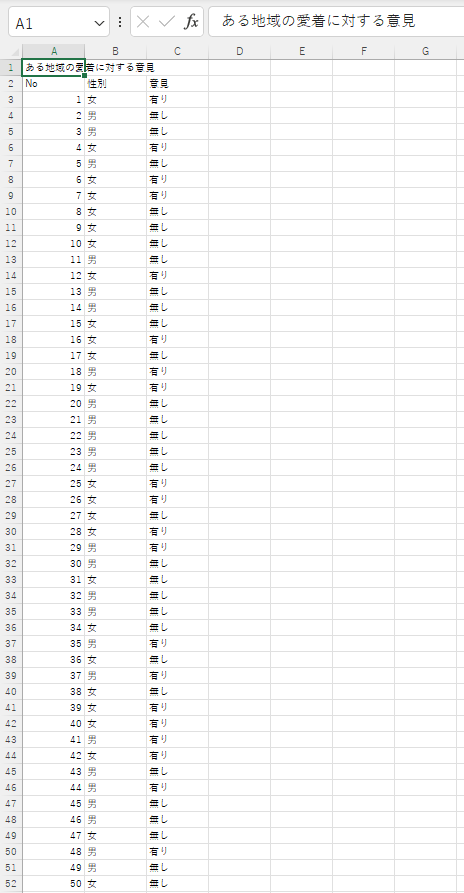 A1 fx ある地域の愛着に対する意見
A B C D E F G
1 ある地域の愛着に対する意見
2 No 性別 意見
3 1 女 有り
4 2 男 無し
5 3 男 無し
6 4 女 有り
7 5 男 無し
8 6 女 有り
9 7 女 有り
10 8 女 無し
11 9 女 無し
12 10 女 無し
13 11 男 無し
14 12 女 有り
15 13 男 無し
16 14 男 無し
17 15 女 無し
18 16 女 有り
19 17 女 無し
20 18 男 有り
21 19 女 有り
22 20 男 無し
23 21 男 無し
24 22 男 無し
25 23 男 無し
26 24 男 無し
27 25 女 有り
28 26 女 有り
29 27 女 無し
30 28 女 有り
31 29 男 有り
32 30 男 無し
33 31 女 無し
34 32 男 無し
35 33 男 無し
36 34 女 無し
37 35 男 有り
38 36 女 無し
39 37 男 有り
40 38 女 無し
41 39 女 有り
42 40 女 有り
43 41 男 有り
44 42 女 有り
45 43 男 無し
46 44 男 有り
47 45 男 無し
48 46 男 無し
49 47 女 無し
50 48 男 有り
51 49 男 無し
52 50 女 無し